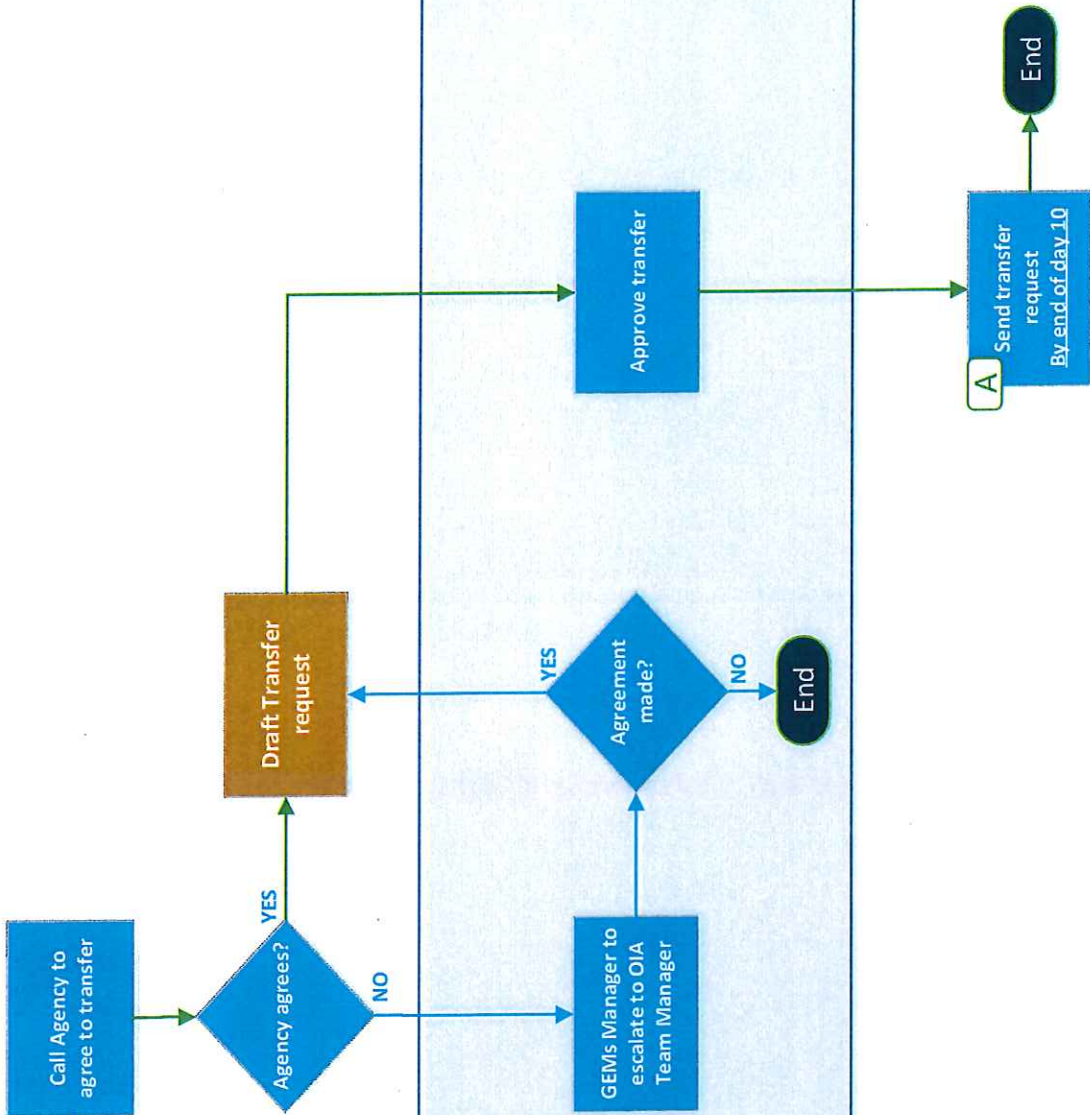 Call Agency to
agree to transfer
Agency agrees?
YES
NO
Draft Transfer
request
GEMs Manager to
escalate to OIA
Team Manager
Agreement
made?
YES
NO
End
Approve transfer
A
Send transfer
request
By end of day 10
End